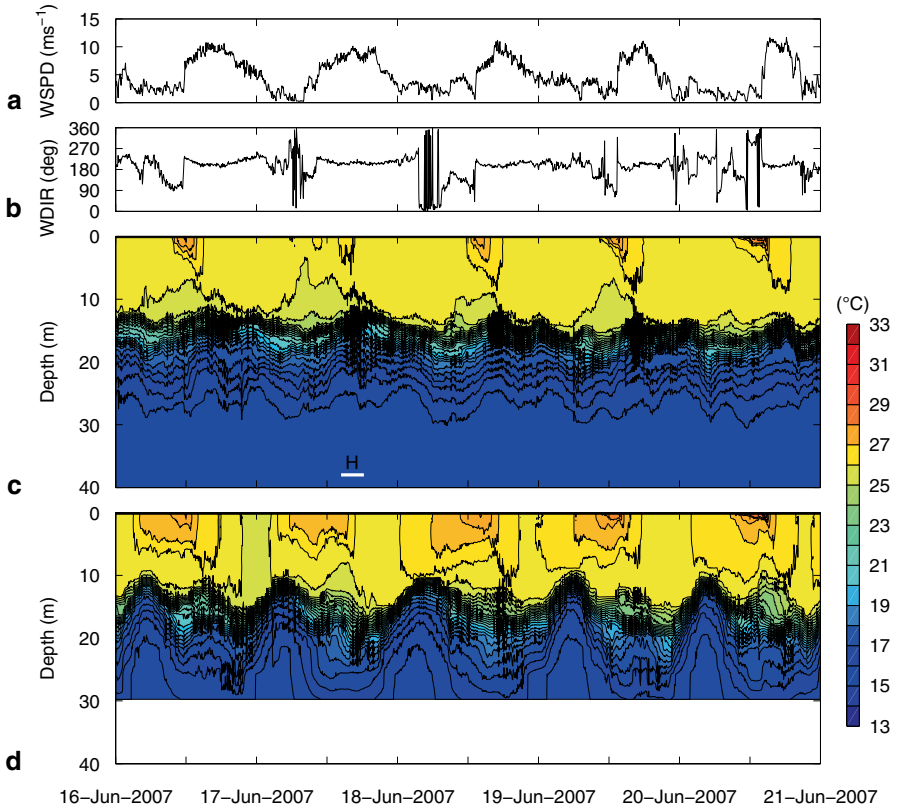 15
10
5
0
WSPD (ms−1)
a
360
270
180
90
0
WDIR (deg)
b
0
10
20
30
40
Depth (m)
H
c
(°C)
33
31
29
27
25
23
21
19
17
15
13
0
10
20
30
40
Depth (m)
d
16−Jun−2007 17−Jun−2007 18−Jun−2007 19−Jun−2007 20−Jun−2007 21−Jun−2007